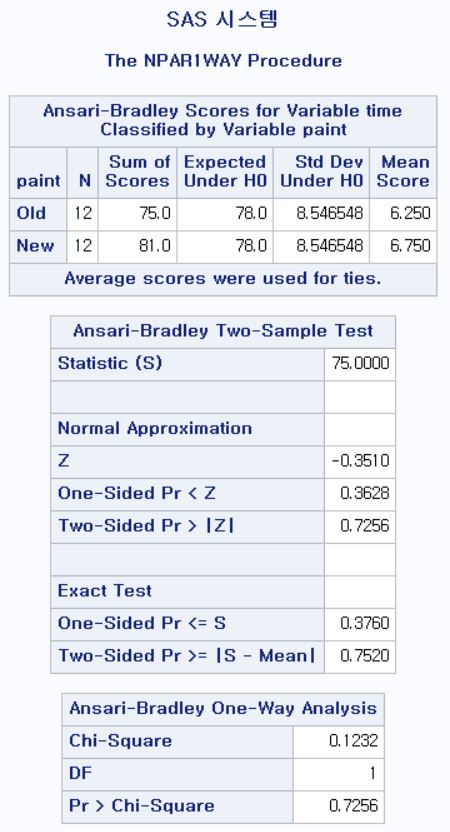 SAS 시스템
The NPAR1WAY Procedure
Ansari-Bradley Scores for Variable time
Classified by Variable paint
paint N Sum of Scores Expected Under H0 Std Dev Under H0 Mean Score
Old 12 75.0 78.0 8.546548 6.250
New 12 81.0 78.0 8.546548 6.750
Average scores were used for ties.
Ansari-Bradley Two-Sample Test
Statistic (S) 75.0000
Normal Approximation
Z -0.3510
One-Sided Pr < Z 0.3628
Two-Sided Pr > |Z| 0.7256
Exact Test
One-Sided Pr <= S 0.3760
Two-Sided Pr >= |S - Mean| 0.7520
Ansari-Bradley One-Way Analysis
Chi-Square 0.1232
DF 1
Pr > Chi-Square 0.7256